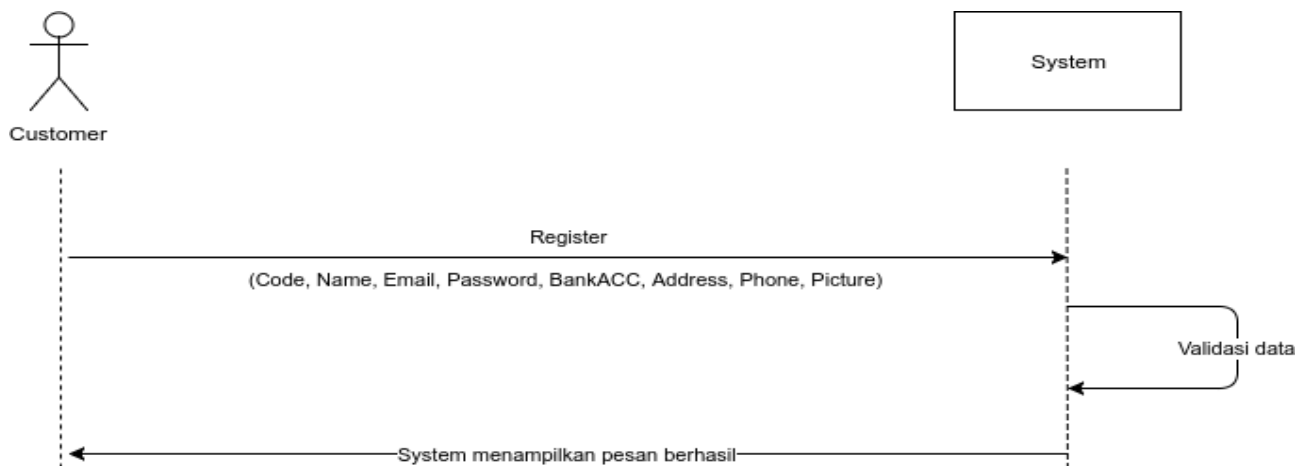 System
Customer
Register
(Code, Name, Email, Password, BankACC, Address, Phone, Picture)
Validasi data
System menampilkan pesan berhasil